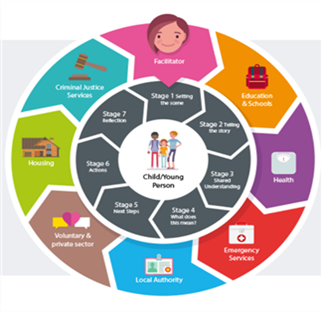 Facilitator
Education
& Schools
Health
Emergency
Services
Local Authority
Voluntary &
private sector
Housing
Criminal Justice
Services
Stage 1 Setting
the scene
Stage 2 Telling
the story
Stage 3
Shared
Understanding
Stage 4
What does
this mean?
Stage 5
Next Steps
Stage 6
Actions
Stage 7
Reflection
Child/Young
Person